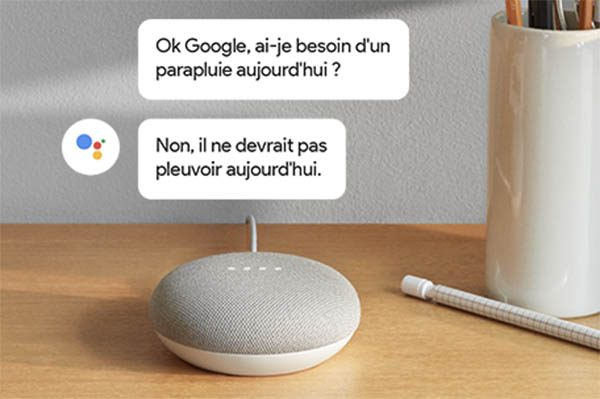 Ok Google, ai-je besoin d'un
parapluie aujourd'hui ?
Non, il ne devrait pas
pleuvoir aujourd'hui.